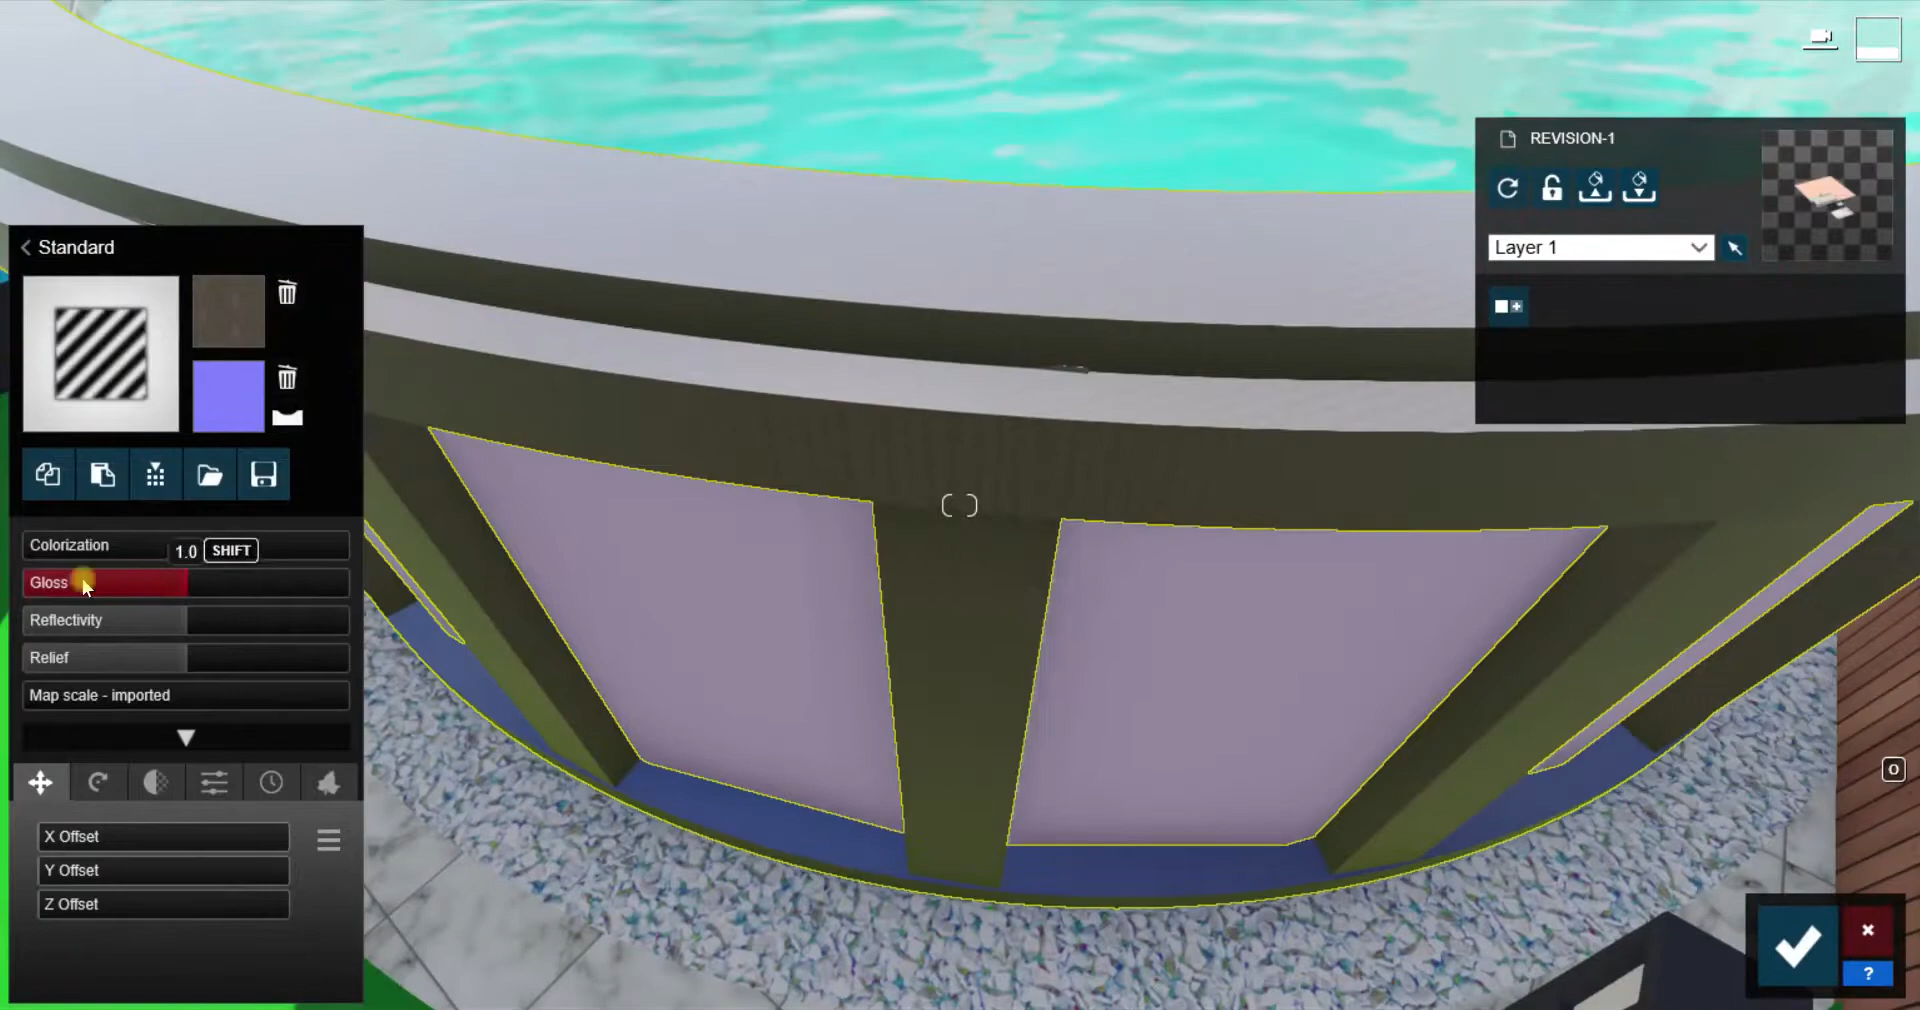 REVISION-1
Layer 1
Standard
Colorization
1.0 SHIFT
Gloss
Reflectivity
Relief
Map scale - imported
X Offset
Y Offset
Z Offset
O
?